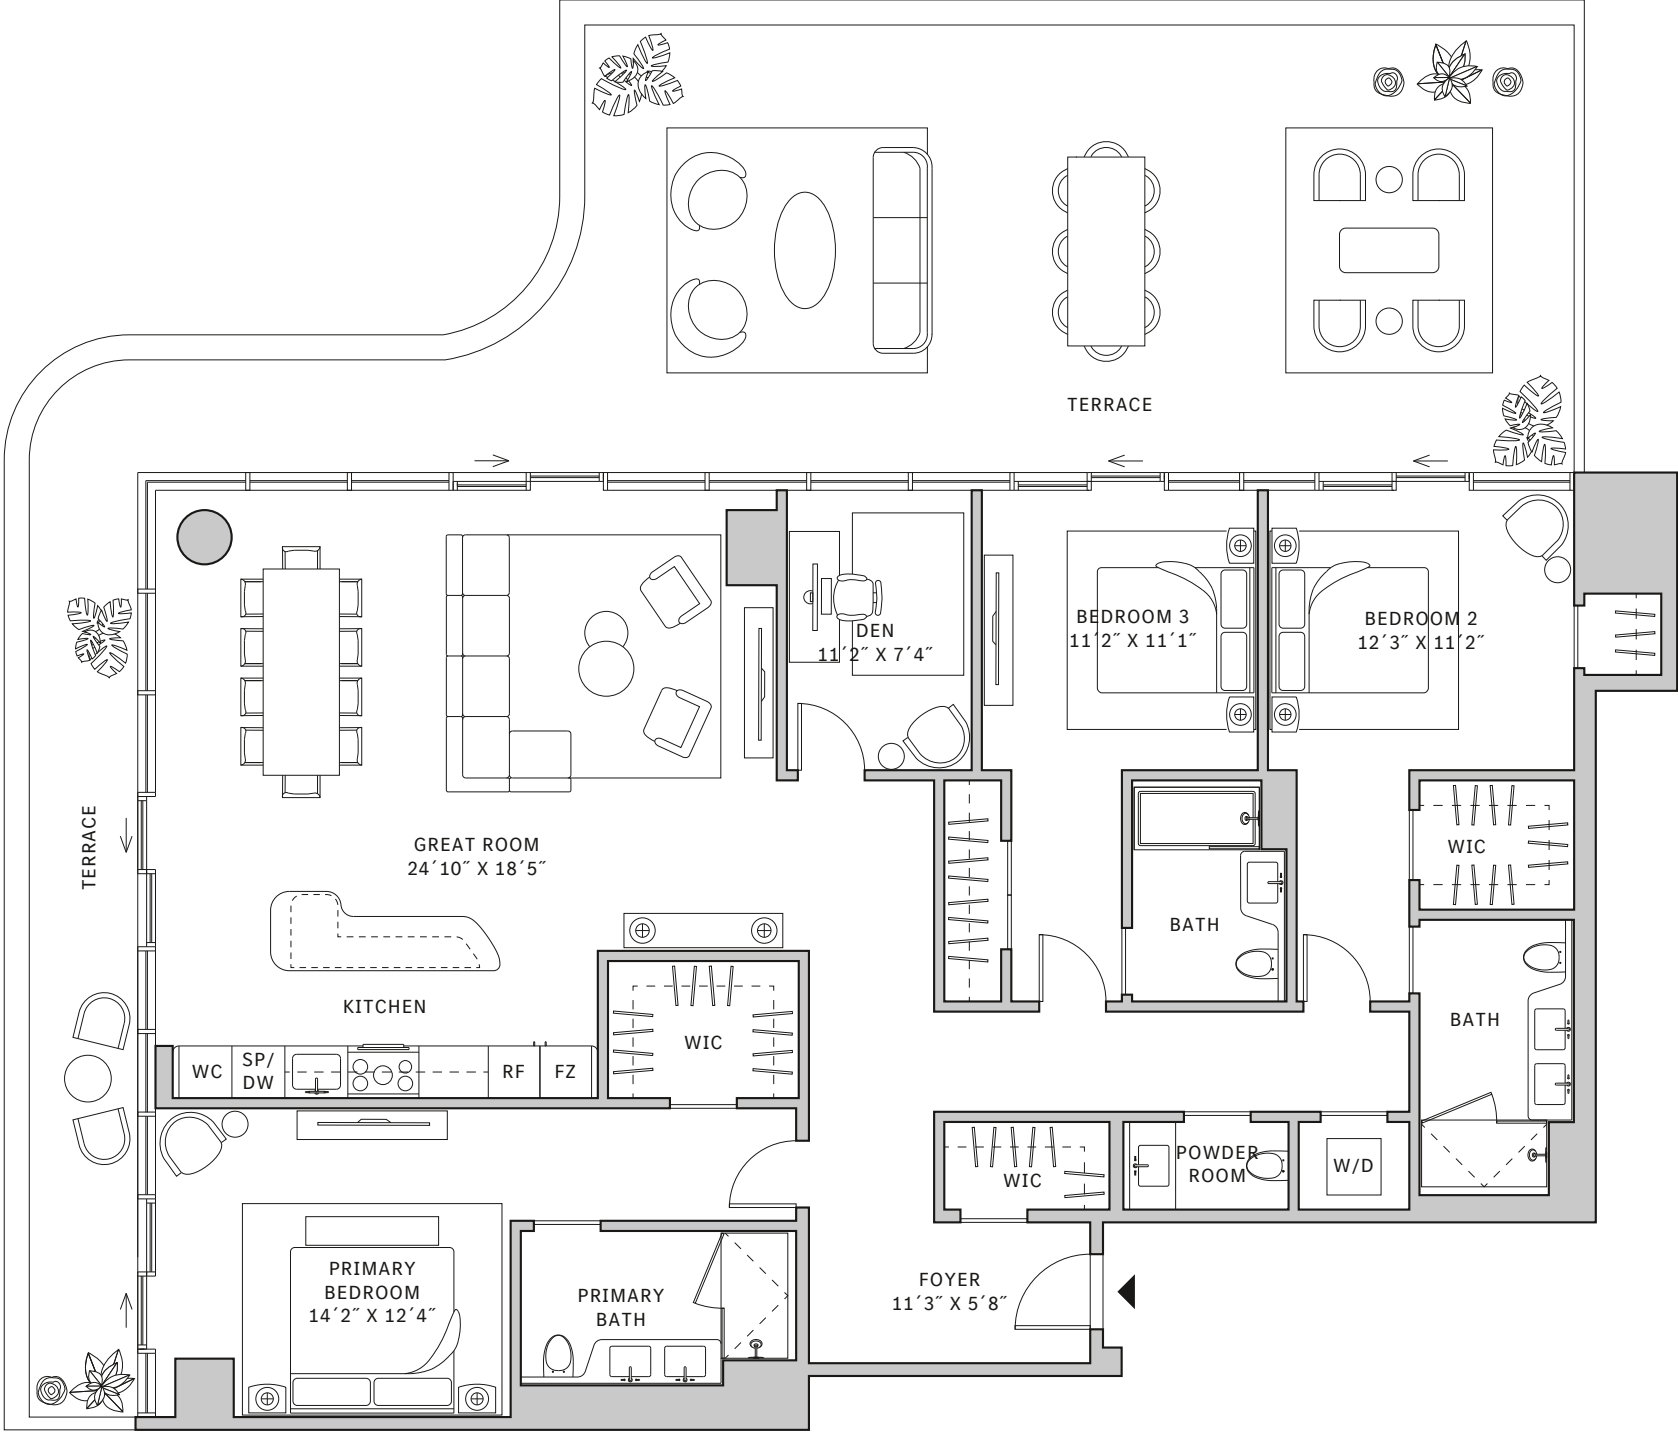 TERRACE
DEN
11´2˝ X 7´4˝
BEDROOM 3
11´2˝ X 11´1˝
BEDROOM 2
12´3˝ X 11´2˝
TERRACE
GREAT ROOM
24´10˝ X 18´5˝
WIC
BATH
KITCHEN
WIC
BATH
WC
SP/
DW
RF
FZ
WIC
POWDER
ROOM
W/D
PRIMARY
BEDROOM
14´2˝ X 12´4˝
PRIMARY
BATH
FOYER
11´3˝ X 5´8˝